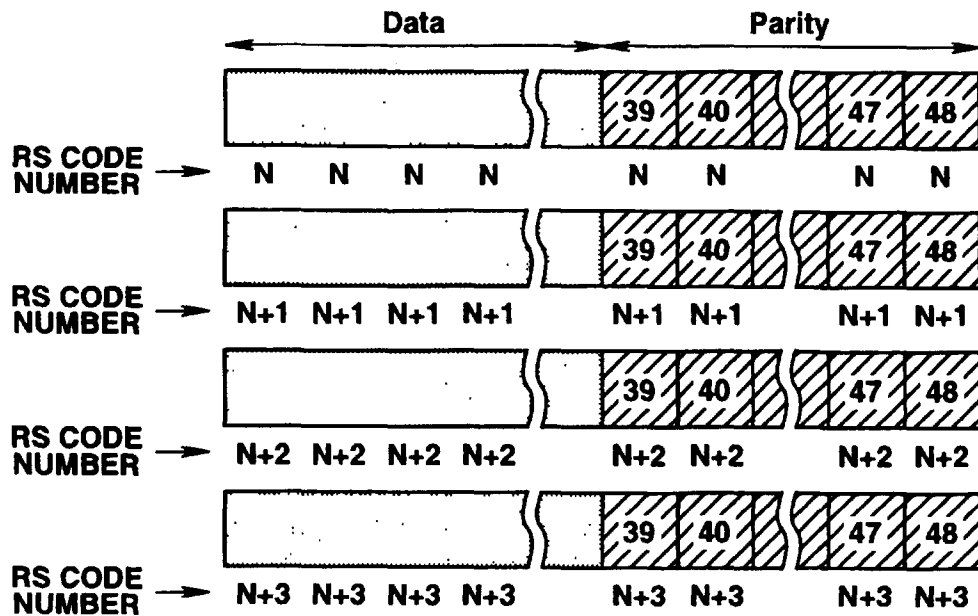 Data Parity
39 40 47 48
RS CODE NUMBER → N N N N N N N N
39 40 47 48
RS CODE NUMBER → N+1 N+1 N+1 N+1 N+1 N+1 N+1 N+1
39 40 47 48
RS CODE NUMBER → N+2 N+2 N+2 N+2 N+2 N+2 N+2 N+2
39 40 47 48
RS CODE NUMBER → N+3 N+3 N+3 N+3 N+3 N+3 N+3 N+3